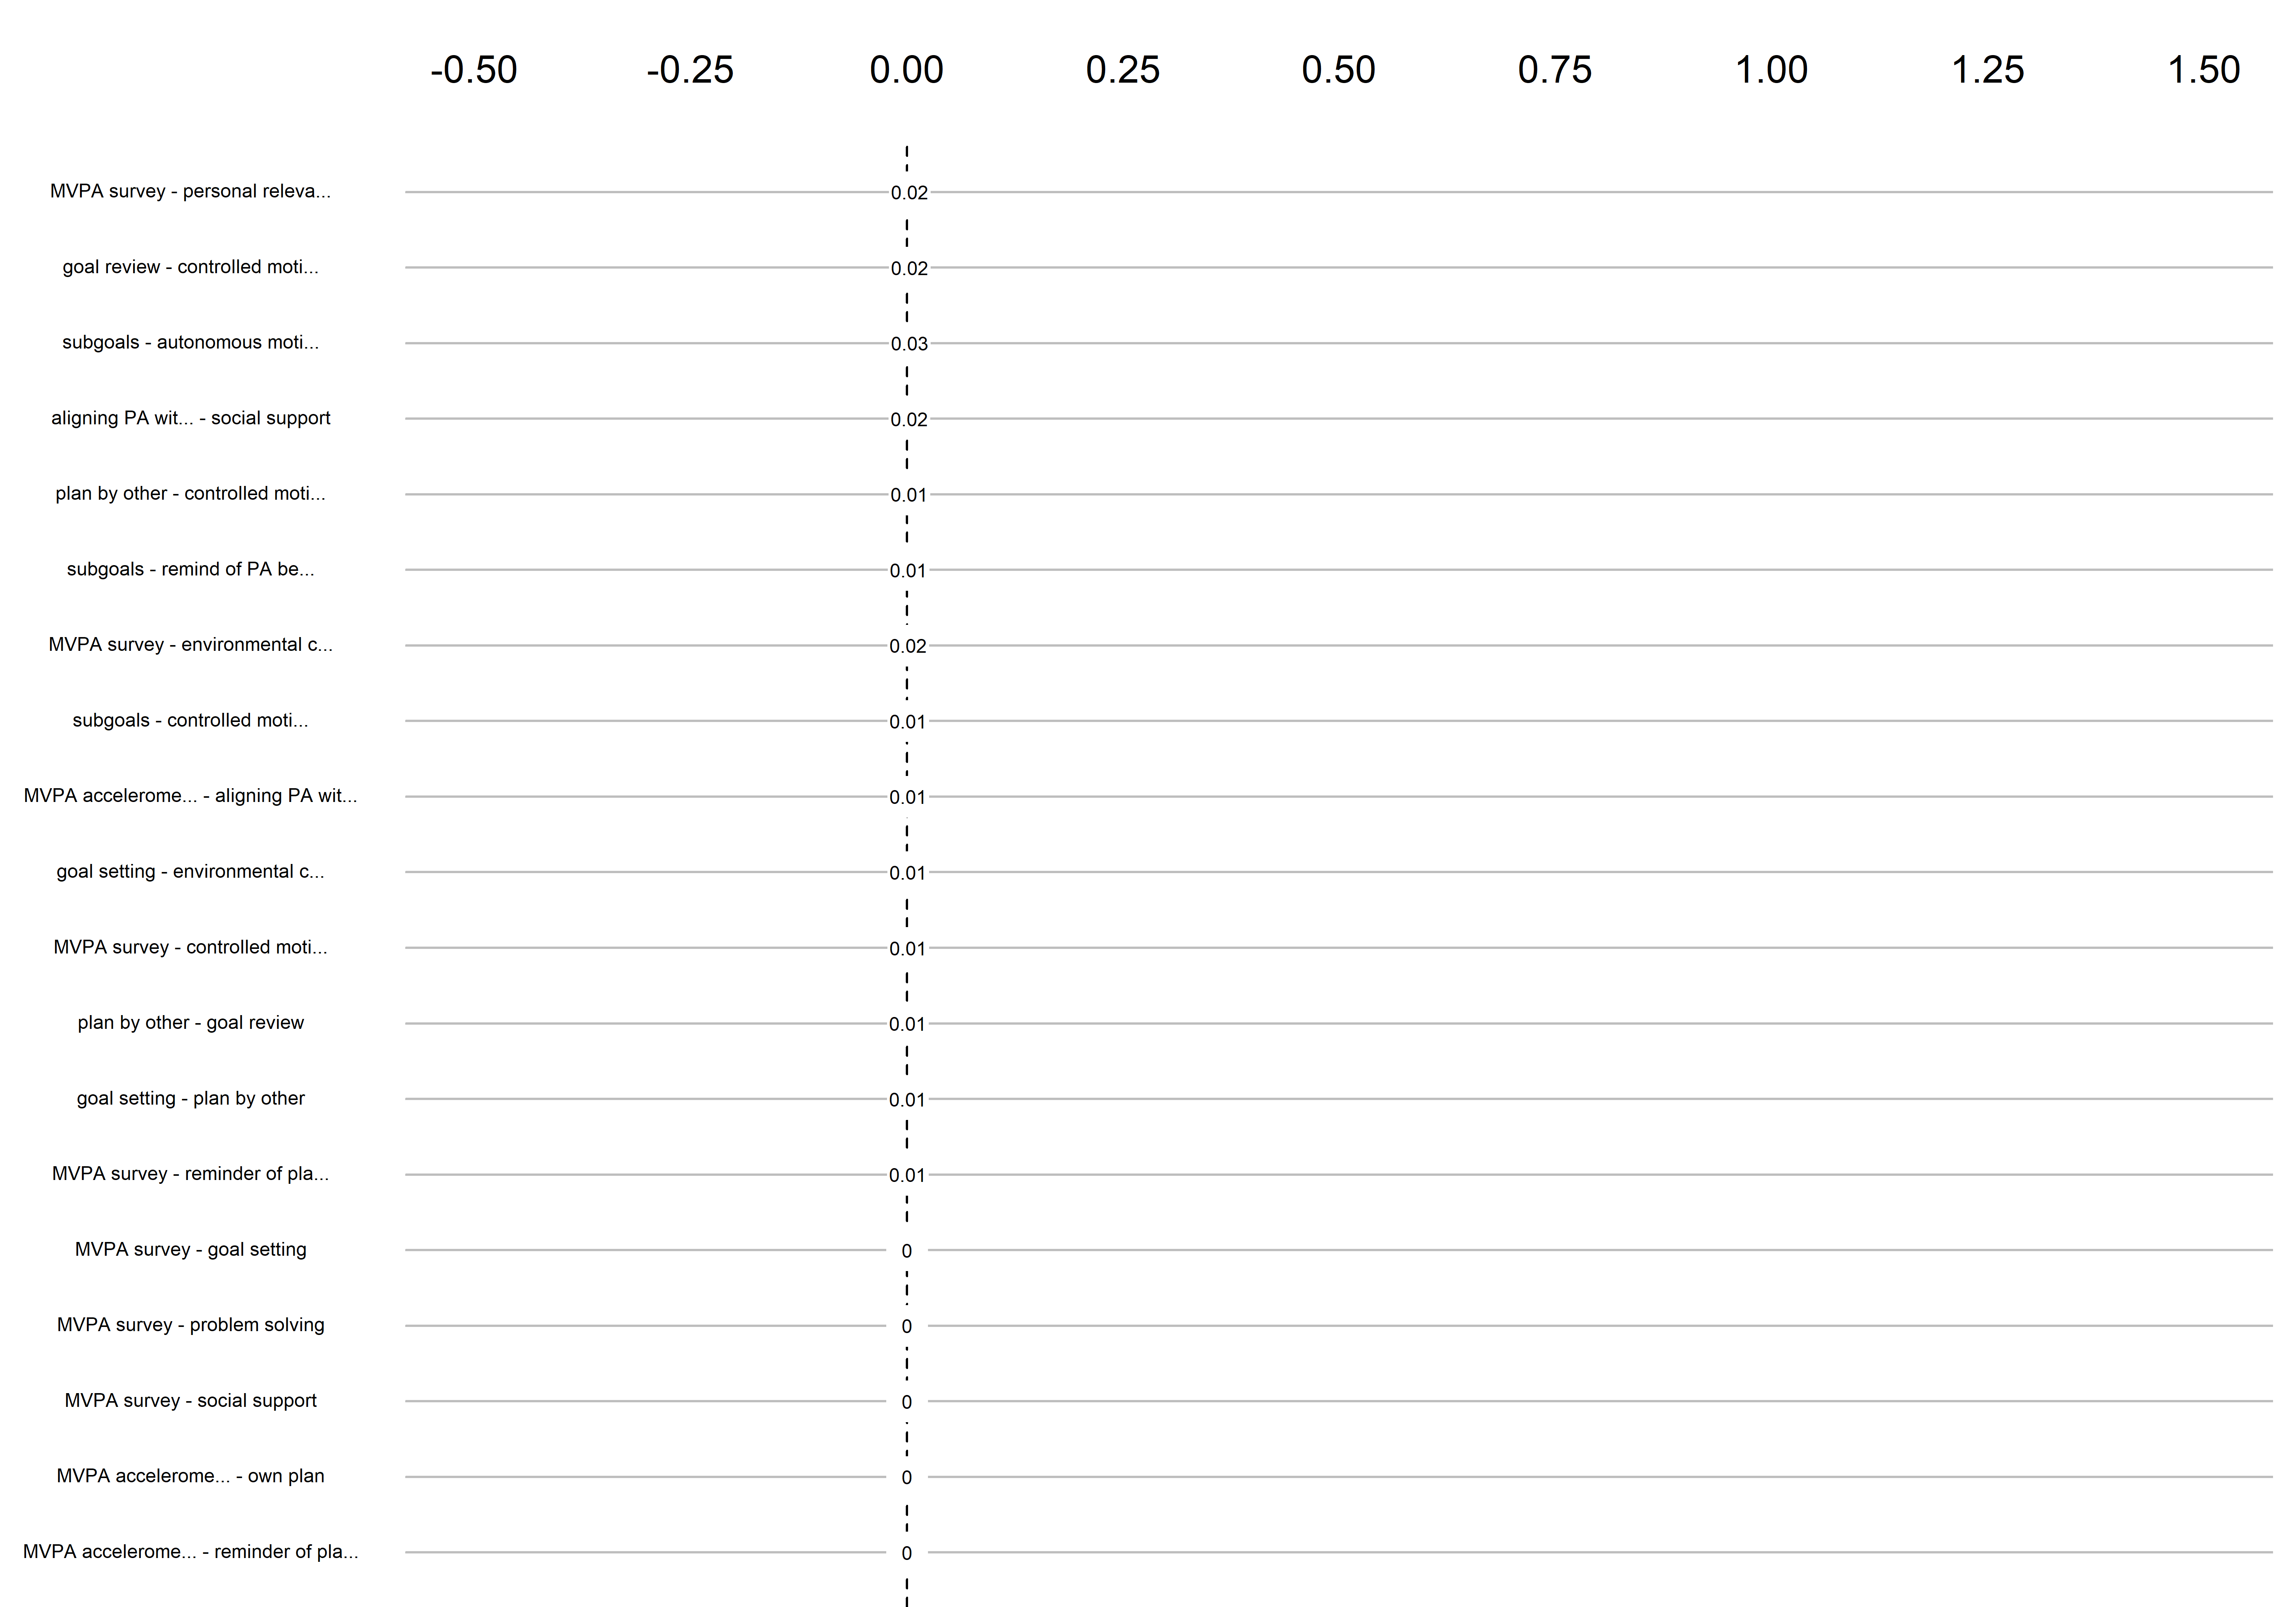 -0.50 -0.25 0.00 0.25 0.50 0.75 1.00 1.25 1.50
MVPA survey - personal releva... 0.02
goal review - controlled moti... 0.02
subgoals - autonomous moti... 0.03
aligning PA wit... - social support 0.02
plan by other - controlled moti... 0.01
subgoals - remind of PA be... 0.01
MVPA survey - environmental c... 0.02
subgoals - controlled moti... 0.01
MVPA accelerome... - aligning PA wit... 0.01
goal setting - environmental c... 0.01
MVPA survey - controlled moti... 0.01
plan by other - goal review 0.01
goal setting - plan by other 0.01
MVPA survey - reminder of pla... 0.01
MVPA survey - goal setting 0
MVPA survey - problem solving 0
MVPA survey - social support 0
MVPA accelerome... - own plan 0
MVPA accelerome... - reminder of pla... 0